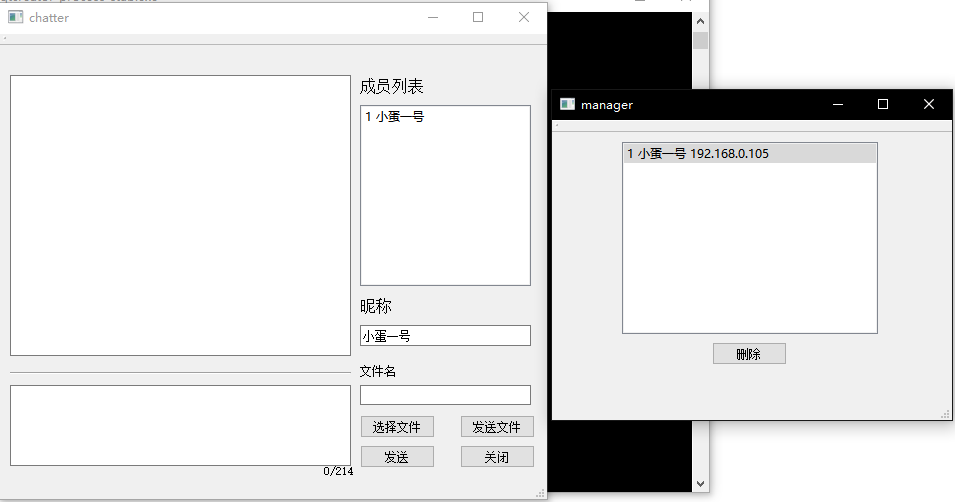 chatter
成员列表
1 小蛋一号
昵称
小蛋一号
文件名
选择文件
发送文件
发送
关闭
0/214
manager
1 小蛋一号 192.168.0.105
删除